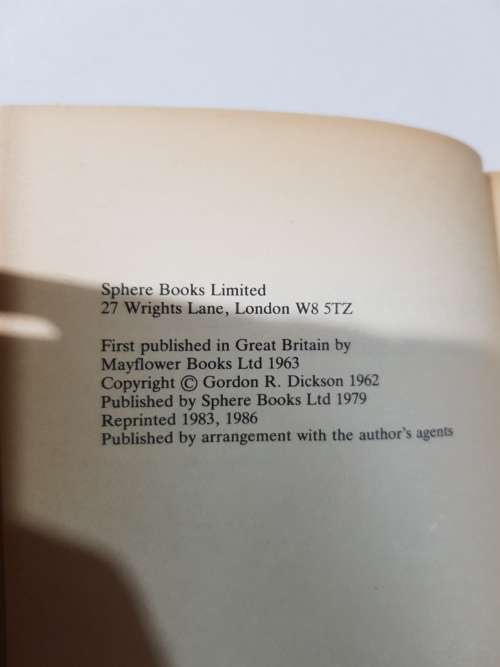 Sphere Books Limited
27 Wrights Lane, London W8 5TZ
First published in Great Britain by
Mayflower Books Ltd 1963
Copyright © Gordon R. Dickson 1962
Published by Sphere Books Ltd 1979
Reprinted 1983, 1986
Published by arrangement with the author's agents